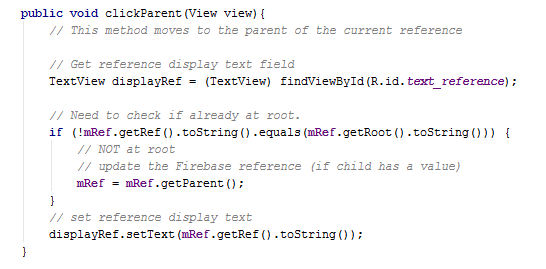 public void clickParent(View view){
// This method moves to the parent of the current reference
// Get reference display text field
TextView displayRef = (TextView) findViewById(R.id.text_reference);
// Need to check if already at root.
if (!mRef.getRef().toString().equals(mRef.getRoot().toString())) {
// NOT at root
// update the Firebase reference (if child has a value)
mRef = mRef.getParent();
}
// set reference display text
displayRef.setText(mRef.getRef().toString());
}